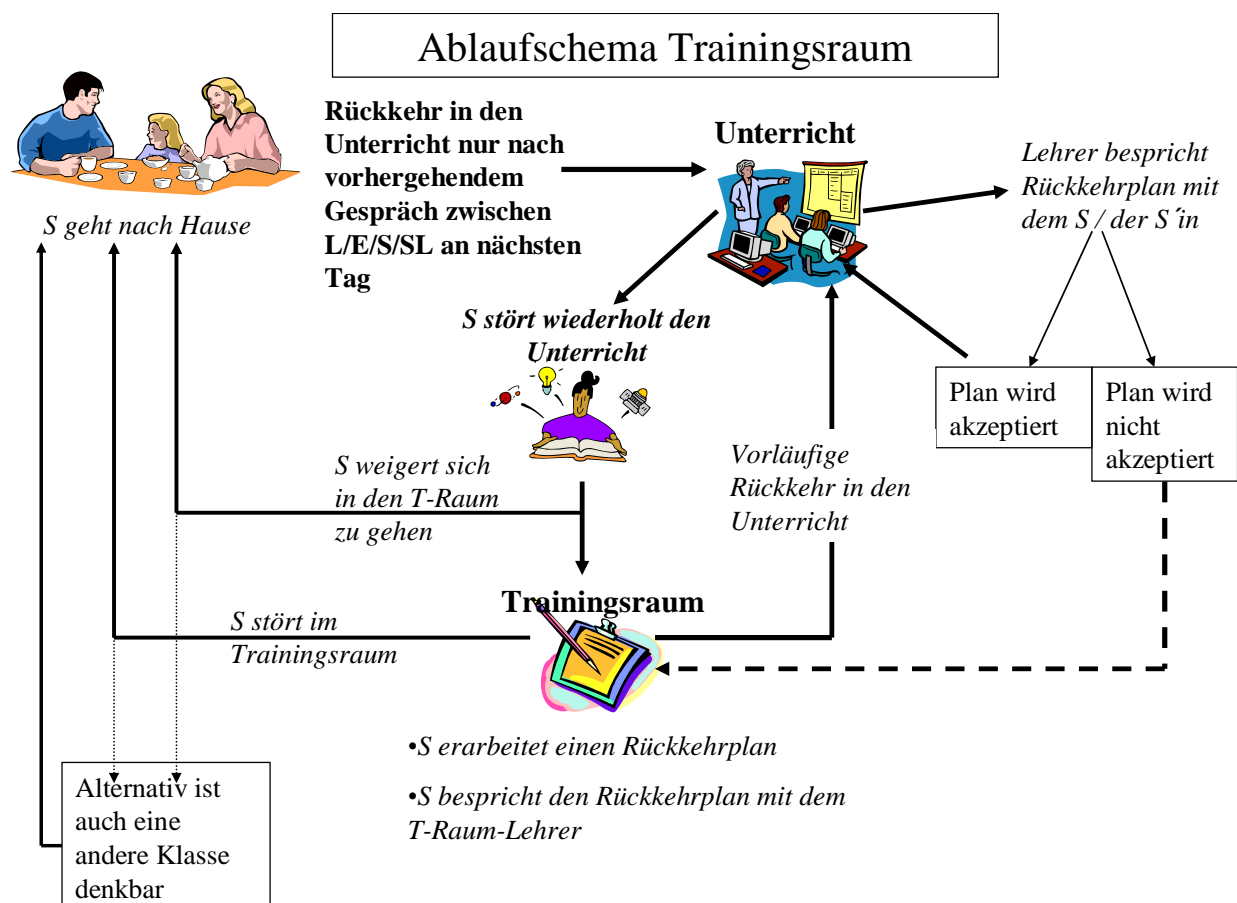 Ablaufschema Trainingsraum
Rückkehr in den
Unterricht nur nach
vorhergehendem
Gespräch zwischen
L/E/S/SL an nächsten
Tag
Unterricht
Lehrer bespricht
Rückkehrplan mit
dem S / der S´in
S geht nach Hause
S stört wiederholt den
Unterricht
Plan wird
akzeptiert
Plan wird
nicht
akzeptiert
S weigert sich
in den T-Raum
zu gehen
Vorläufige
Rückkehr in den
Unterricht
Trainingsraum
S stört im
Trainingsraum
•S erarbeitet einen Rückkehrplan
•S bespricht den Rückkehrplan mit dem
T-Raum-Lehrer
Alternativ ist
auch eine
andere Klasse
denkbar